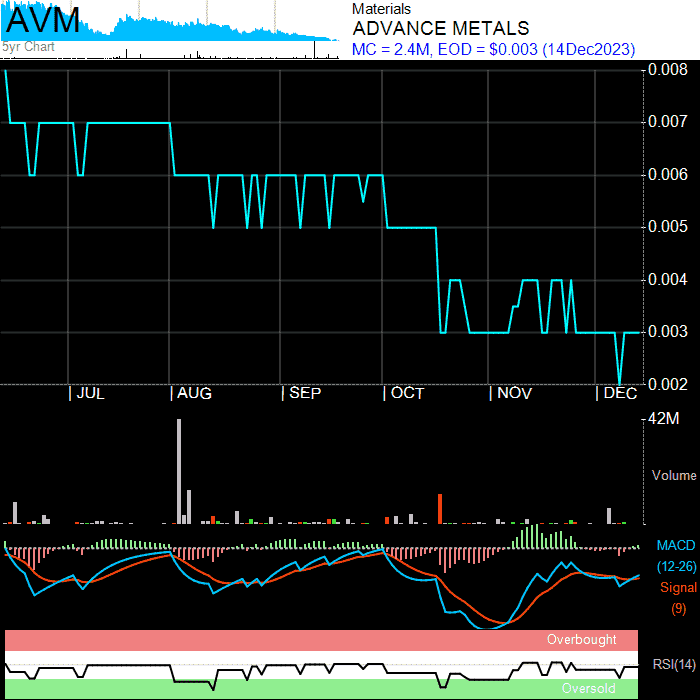 AVM
5yr Chart
Materials
ADVANCE METALS
MC = 2.4M, EOD = $0.003 (14Dec2023)
0.008
0.007
0.006
0.005
0.004
0.003
0.002
| JUL | AUG | SEP | OCT | NOV | DEC
42M
Volume
MACD
(12-26)
Signal
(9)
Overbought
RSI(14)
Oversold